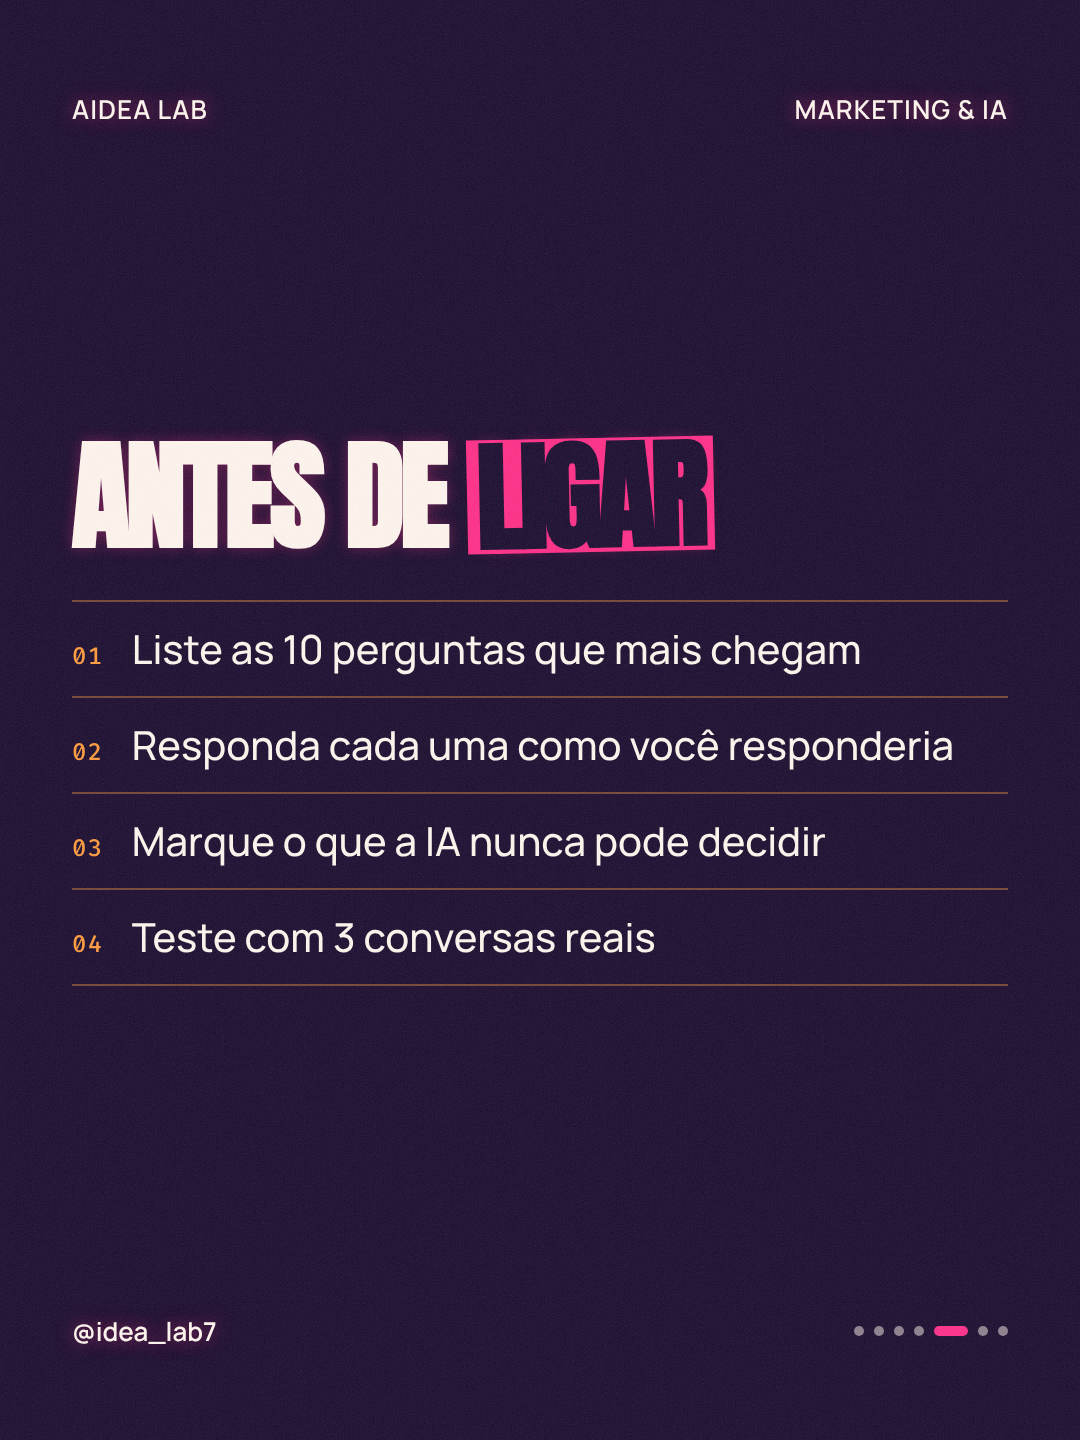 AIDEA LAB
MARKETING & IA
ANTES DE LIGAR
01 Liste as 10 perguntas que mais chegam
02 Responda cada uma como você responderia
03 Marque o que a IA nunca pode decidir
04 Teste com 3 conversas reais
@idea_lab7